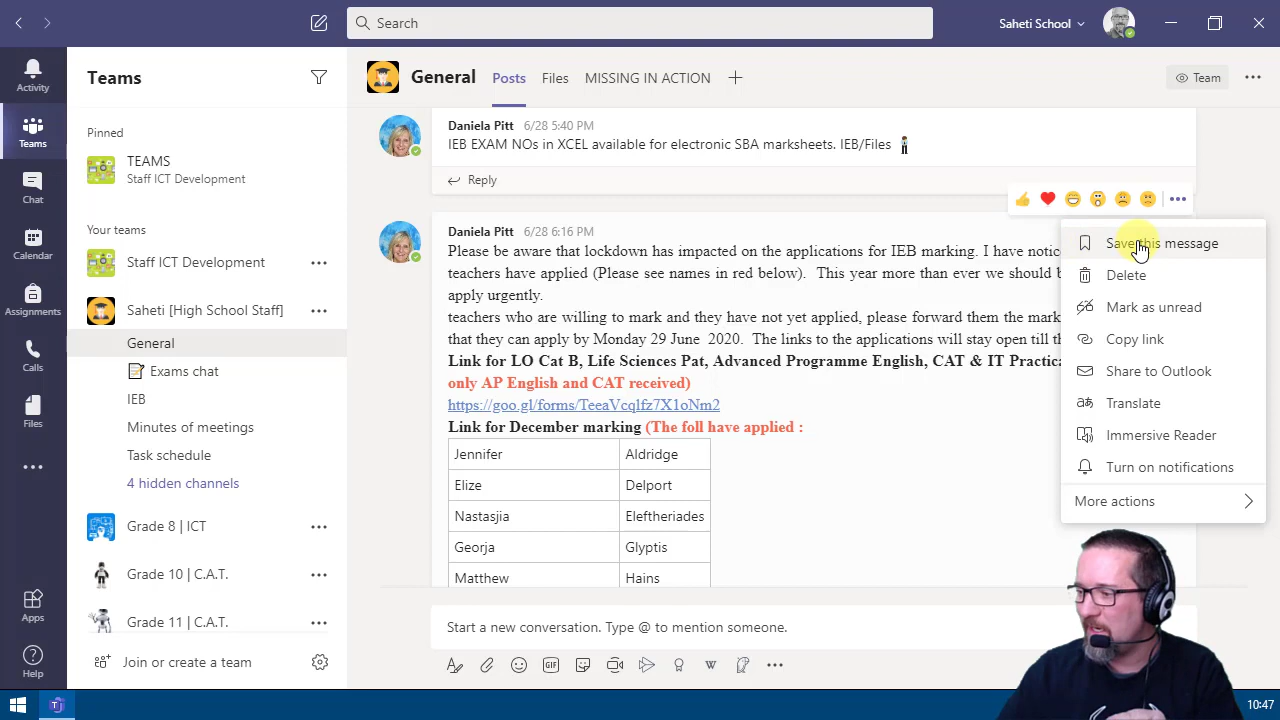 Search
Saheti School
Activity
Teams
Chat
Calendar
Assignments
Calls
Files
Apps
Help
Teams
Pinned
TEAMS
Staff ICT Development
Your teams
Staff ICT Development
Saheti [High School Staff]
General
Exams chat
IEB
Minutes of meetings
Task schedule
4 hidden channels
Grade 8 | ICT
Grade 10 | C.A.T.
Grade 11 | C.A.T.
Join or create a team
General Posts Files MISSING IN ACTION
Team
Daniela Pitt 6/28 5:40 PM
IEB EXAM NOs in XCEL available for electronic SBA marksheets. IEB/Files
Reply
Daniela Pitt 6/28 6:16 PM
Please be aware that lockdown has impacted on the applications for IEB marking. I have notic
teachers have applied (Please see names in red below). This year more than ever we should b
apply urgently.
teachers who are willing to mark and they have not yet applied, please forward them the mark
that they can apply by Monday 29 June 2020. The links to the applications will stay open till th
Link for LO Cat B, Life Sciences Pat, Advanced Programme English, CAT & IT Practica
only AP English and CAT received)
https://goo.gl/forms/TeeaVcqlfz7X1oNm2
Link for December marking (The foll have applied :
Jennifer Aldridge
Elize Delport
Nastasjia Eleftheriades
Georja Glyptis
Matthew Hains
Save this message
Delete
Mark as unread
Copy link
Share to Outlook
Translate
Immersive Reader
Turn on notifications
More actions
Start a new conversation. Type @ to mention someone.
GIF
10:47